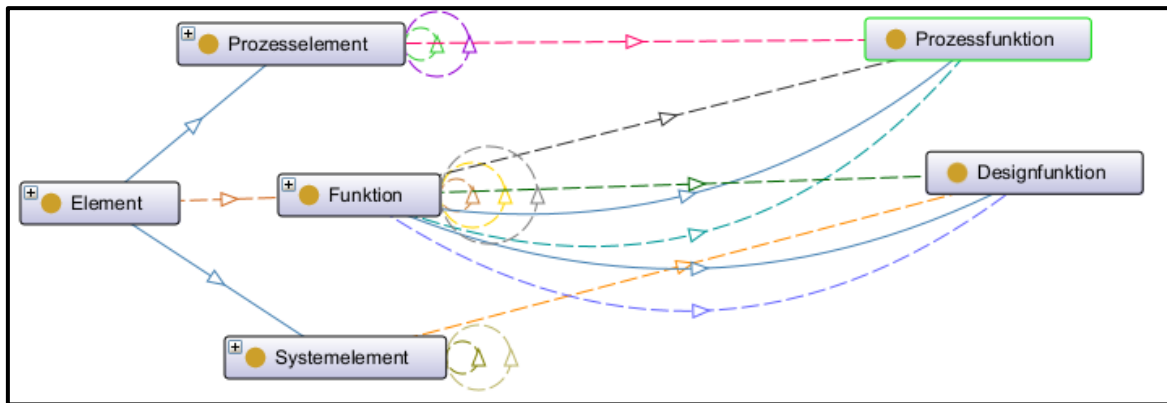 Prozesselement
Prozessfunktion
Designfunktion
Element
Funktion
Systemelement